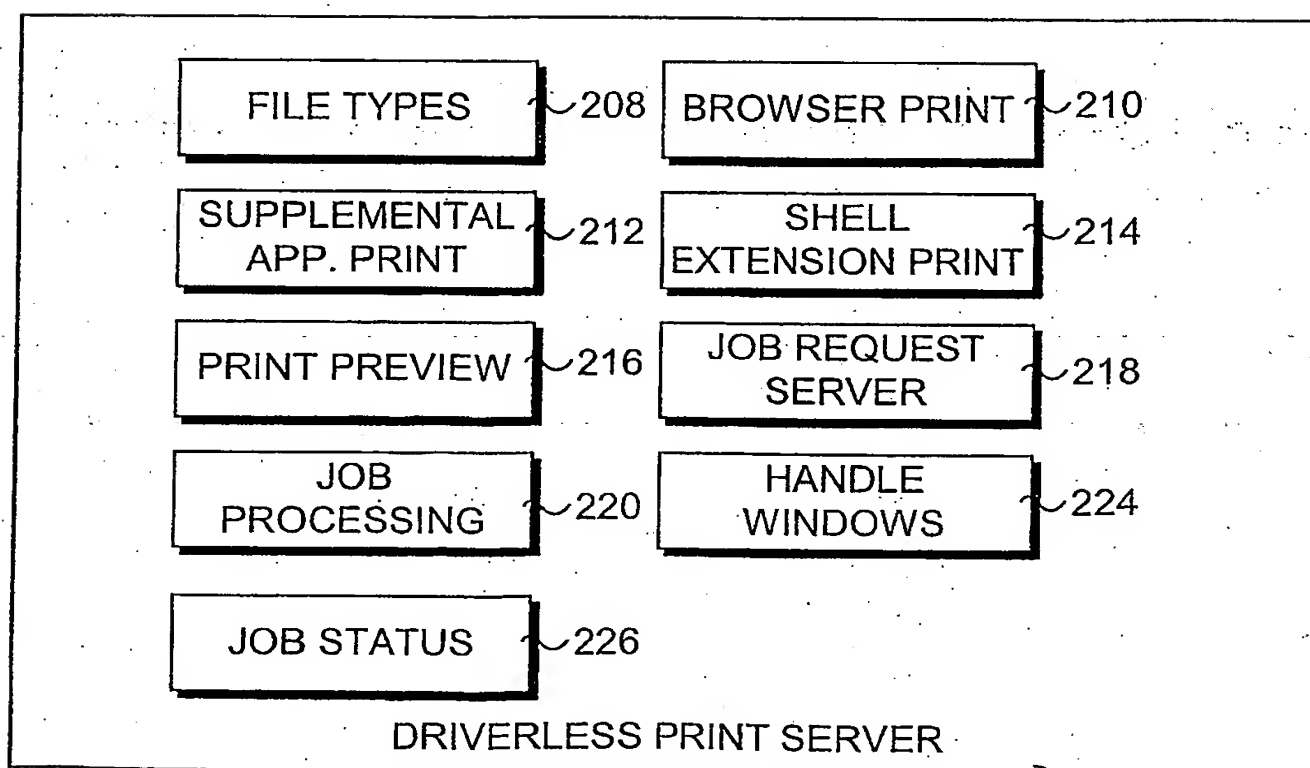 FILE TYPES 208
BROWSER PRINT 210
SUPPLEMENTAL
APP. PRINT 212
SHELL
EXTENSION PRINT 214
PRINT PREVIEW 216
JOB REQUEST
SERVER 218
JOB
PROCESSING 220
HANDLE
WINDOWS 224
JOB STATUS 226
DRIVERLESS PRINT SERVER